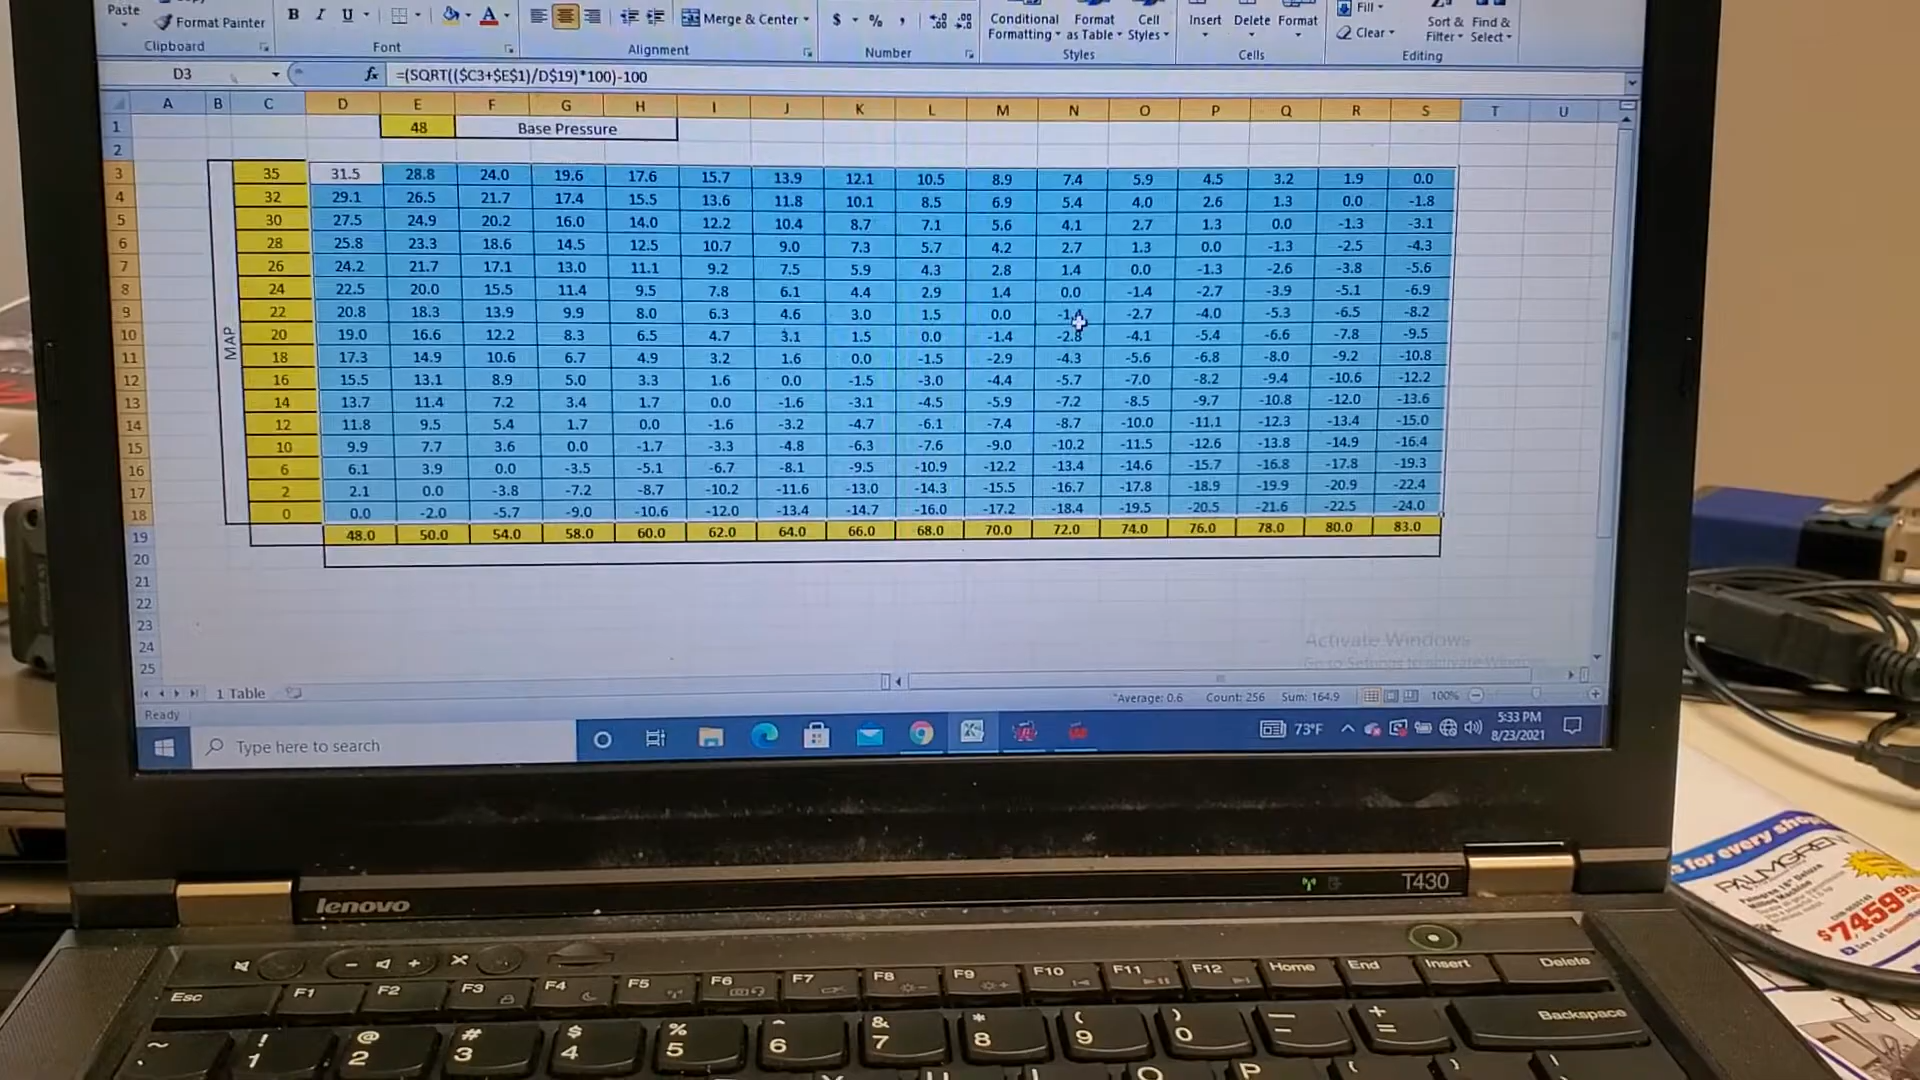 Paste
Format Painter
B I U A
Merge & Center
$ % ,
Conditional Formatting
Format as Table
Cell Styles
Insert Delete Format
Fill
Clear
Sort & Filter
Find & Select
Clipboard Font Alignment Number Styles Cells Editing
D3 fx =(SQRT(($C3+$E$1)/D$19)*100)-100
A B C D E F G H I J K L M N O P Q R S T U
1 48 Base Pressure
2
3 35 31.5 28.8 24.0 19.6 17.6 15.7 13.9 12.1 10.5 8.9 7.4 5.9 4.5 3.2 1.9 0.0
4 32 29.1 26.5 21.7 17.4 15.5 13.6 11.8 10.1 8.5 6.9 5.4 4.0 2.6 1.3 0.0 -1.8
5 30 27.5 24.9 20.2 16.0 14.0 12.2 10.4 8.7 7.1 5.6 4.1 2.7 1.3 0.0 -1.3 -3.1
6 28 25.8 23.3 18.6 14.5 12.5 10.7 9.0 7.3 5.7 4.2 2.7 1.3 0.0 -1.3 -2.5 -4.3
7 26 24.2 21.7 17.1 13.0 11.1 9.2 7.5 5.9 4.3 2.8 1.4 0.0 -1.3 -2.6 -3.8 -5.6
8 24 22.5 20.0 15.5 11.4 9.5 7.8 6.1 4.4 2.9 1.4 0.0 -1.4 -2.7 -3.9 -5.1 -6.9
9 22 20.8 18.3 13.9 9.9 8.0 6.3 4.6 3.0 1.5 0.0 -1.4 -2.7 -4.0 -5.3 -6.5 -8.2
10 20 19.0 16.6 12.2 8.3 6.5 4.7 3.1 1.5 0.0 -1.4 -2.8 -4.1 -5.4 -6.6 -7.8 -9.5
MAP
11 18 17.3 14.9 10.6 6.7 4.9 3.2 1.6 0.0 -1.5 -2.9 -4.3 -5.6 -6.8 -8.0 -9.2 -10.8
12 16 15.5 13.1 8.9 5.0 3.3 1.6 0.0 -1.5 -3.0 -4.4 -5.7 -7.0 -8.2 -9.4 -10.6 -12.2
13 14 13.7 11.4 7.2 3.4 1.7 0.0 -1.6 -3.1 -4.5 -5.9 -7.2 -8.5 -9.7 -10.8 -12.0 -13.6
14 12 11.8 9.5 5.4 1.7 0.0 -1.6 -3.2 -4.7 -6.1 -7.4 -8.7 -10.0 -11.1 -12.3 -13.4 -15.0
15 10 9.9 7.7 3.6 0.0 -1.7 -3.3 -4.8 -6.3 -7.6 -9.0 -10.2 -11.5 -12.6 -13.8 -14.9 -16.4
16 6 6.1 3.9 0.0 -3.5 -5.1 -6.7 -8.1 -9.5 -10.9 -12.2 -13.4 -14.6 -15.7 -16.8 -17.8 -19.3
17 2 2.1 0.0 -3.8 -7.2 -8.7 -10.2 -11.6 -13.0 -14.3 -15.5 -16.7 -17.8 -18.9 -19.9 -20.9 -22.4
18 0 0.0 -2.0 -5.7 -9.0 -10.6 -12.0 -13.4 -14.7 -16.0 -17.2 -18.4 -19.5 -20.5 -21.6 -22.5 -24.0
19 48.0 50.0 54.0 58.0 60.0 62.0 64.0 66.0 68.0 70.0 72.0 74.0 76.0 78.0 80.0 83.0
20
21
22
23
24
25
Activate Windows
Go to Settings to activate
1 Table
Ready
Average: 0.6 Count: 256 Sum: 164.9 100%
Type here to search
73°F
5:33 PM
8/23/2021
lenovo
T430
s for every shop
PALMGREN
$7459
Esc F1 F2 F3 F4 F5 F6 F7 F8 F9 F10 F11 F12 Home End Insert Delete
~ ! 1 @ 2 # 3 $ 4 % 5 ^ 6 & 7 * 8 ( 9 ) 0 + = Backspace
O P